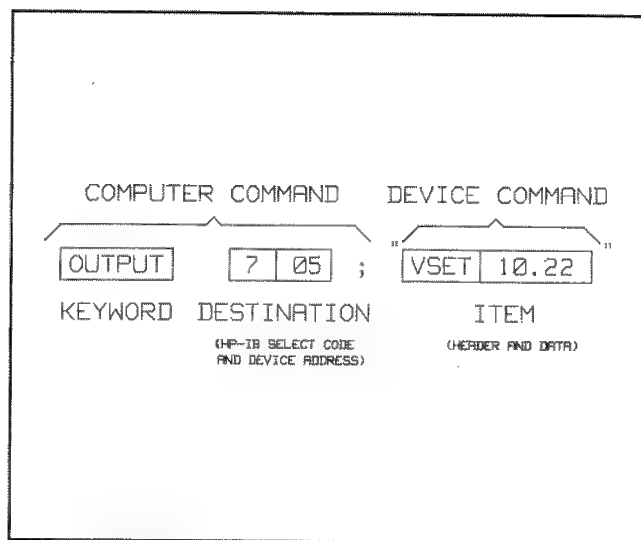 COMPUTER COMMAND DEVICE COMMAND
OUTPUT 7 05 ; "VSET 10.22"
KEYWORD DESTINATION ITEM
(HP-IB SELECT CODE (HEADER AND DATA)
AND DEVICE ADDRESS)